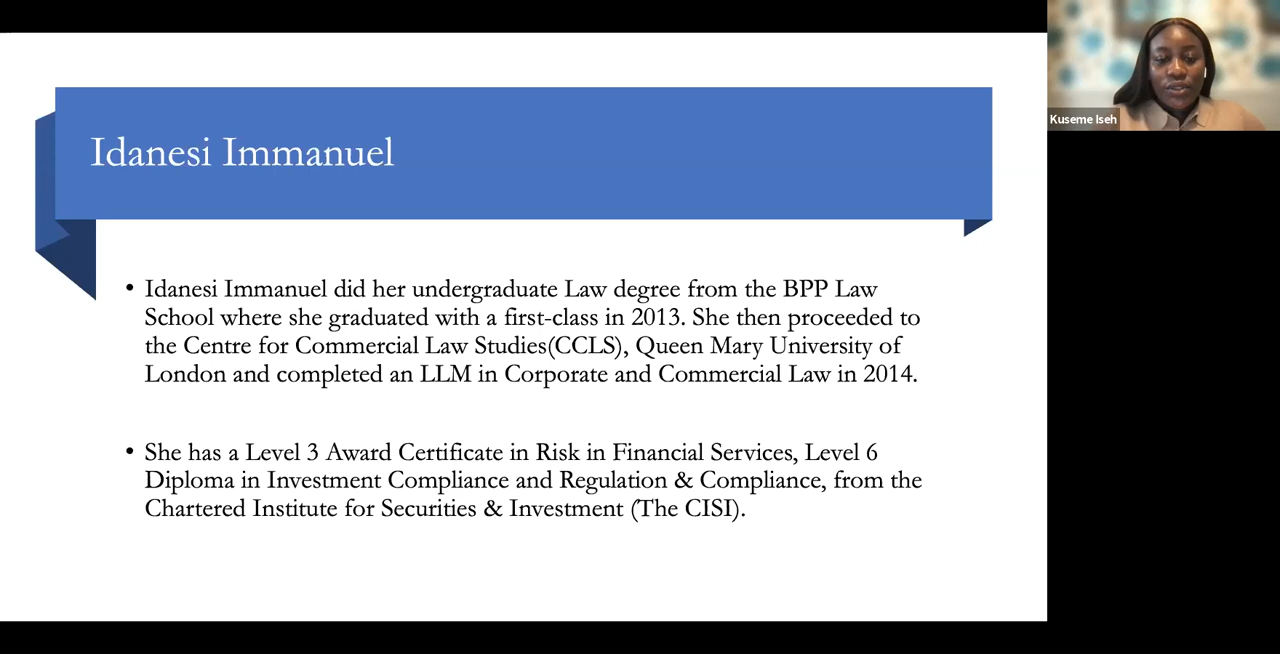 Idanesi Immanuel
• Idanesi Immanuel did her undergraduate Law degree from the BPP Law
School where she graduated with a first-class in 2013. She then proceeded to
the Centre for Commercial Law Studies(CCLS), Queen Mary University of
London and completed an LLM in Corporate and Commercial Law in 2014.
• She has a Level 3 Award Certificate in Risk in Financial Services, Level 6
Diploma in Investment Compliance and Regulation & Compliance, from the
Chartered Institute for Securities & Investment (The CISI).
Kuseme Iseh